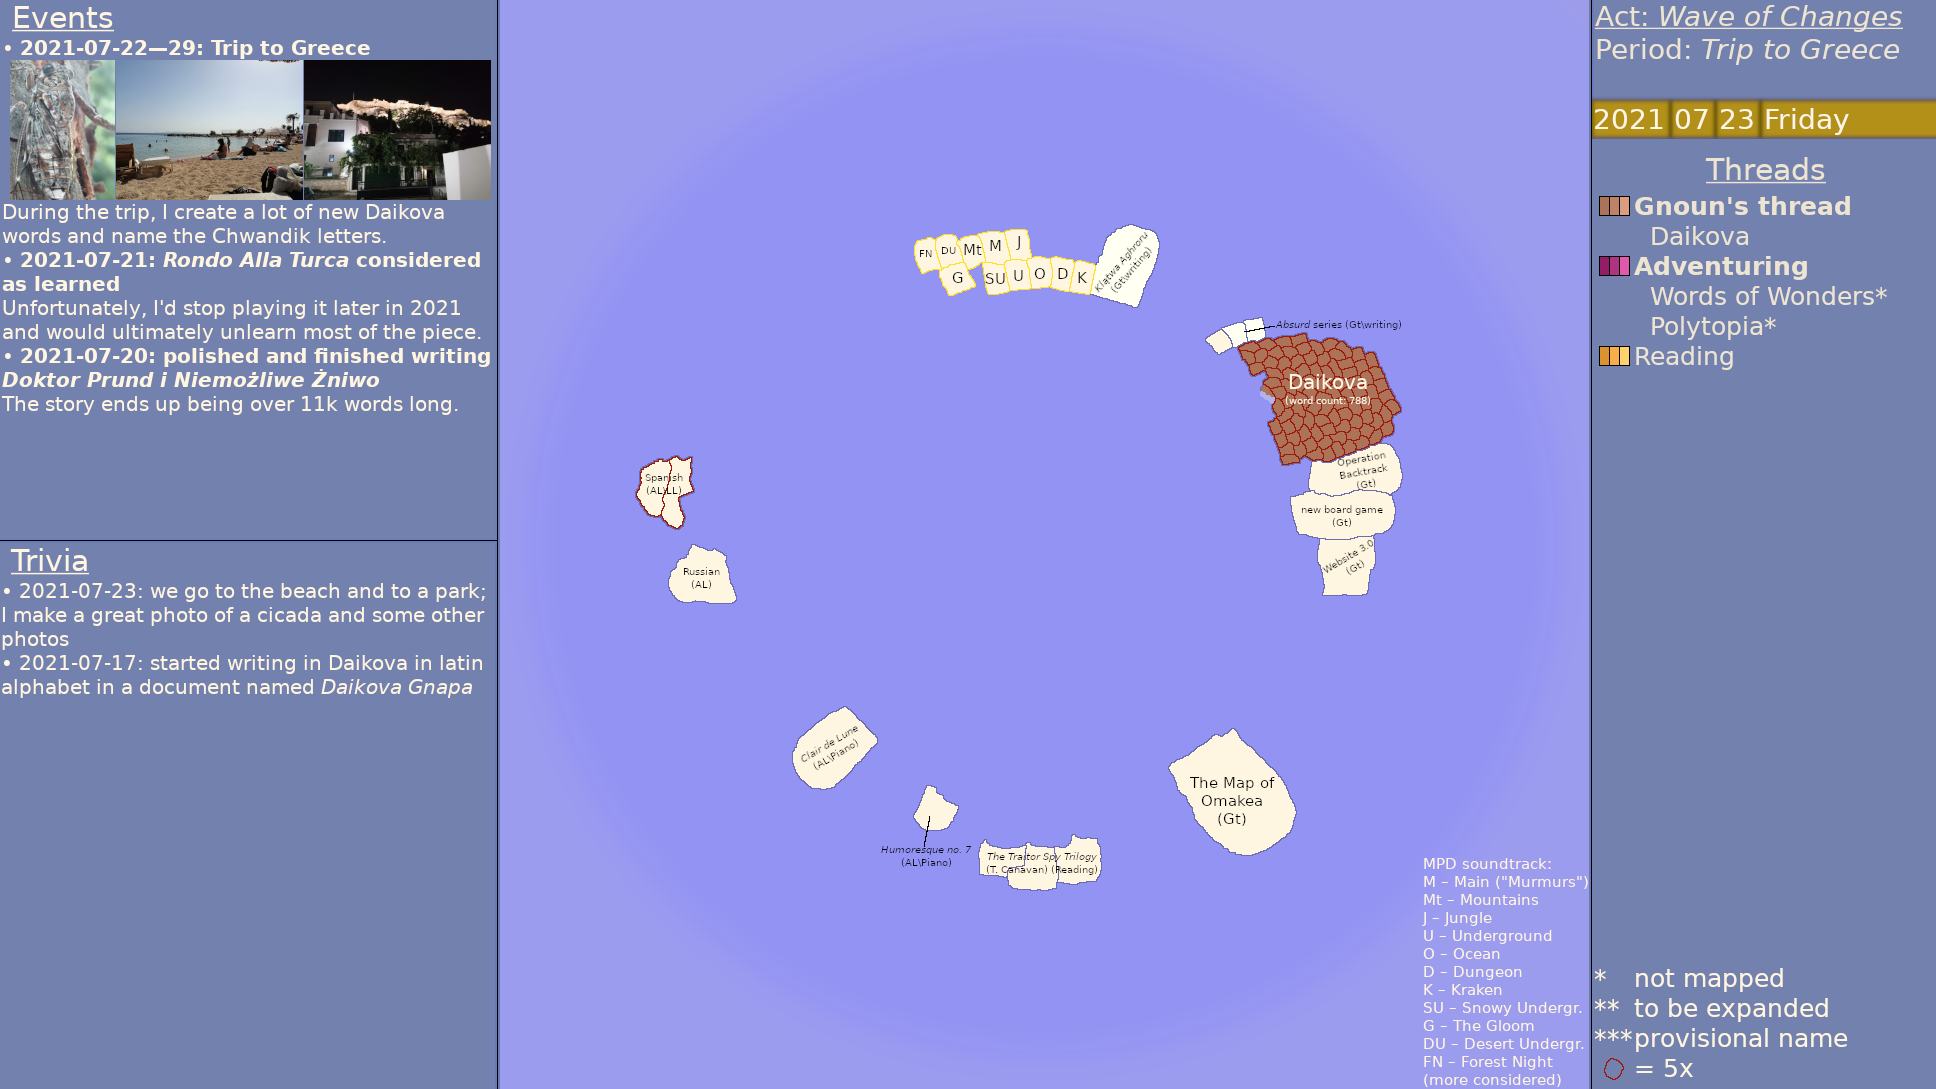 Events
• 2021-07-22—29: Trip to Greece
During the trip, I create a lot of new Daikova
words and name the Chwandik letters.
• 2021-07-21: Rondo Alla Turca considered
as learned
Unfortunately, I'd stop playing it later in 2021
and would ultimately unlearn most of the piece.
• 2021-07-20: polished and finished writing
Doktor Prund i Niemożliwe Żniwo
The story ends up being over 11k words long.
Trivia
• 2021-07-23: we go to the beach and to a park;
I make a great photo of a cicada and some other
photos
• 2021-07-17: started writing in Daikova in latin
alphabet in a document named Daikova Gnapa
FN DU Mt M J
G SU U O D K
Klątwa Aghroru
(Gt\writing)
Absurd series (Gt\writing)
Daikova
(word count: 788)
Operation
Backtrack
(Gt)
new board game
(Gt)
Website 3.0
(Gt)
Spanish
(AL\LL)
Russian
(AL)
Clair de Lune
(AL\Piano)
Humoresque no. 7
(AL\Piano)
The Traitor Spy Trilogy
(T. Canavan) (Reading)
The Map of
Omakea
(Gt)
MPD soundtrack:
M – Main ("Murmurs")
Mt – Mountains
J – Jungle
U – Underground
O – Ocean
D – Dungeon
K – Kraken
SU – Snowy Undergr.
G – The Gloom
DU – Desert Undergr.
FN – Forest Night
(more considered)
Act: Wave of Changes
Period: Trip to Greece
2021 07 23 Friday
Threads
Gnoun's thread
Daikova
Adventuring
Words of Wonders*
Polytopia*
Reading
* not mapped
** to be expanded
*** provisional name
= 5x